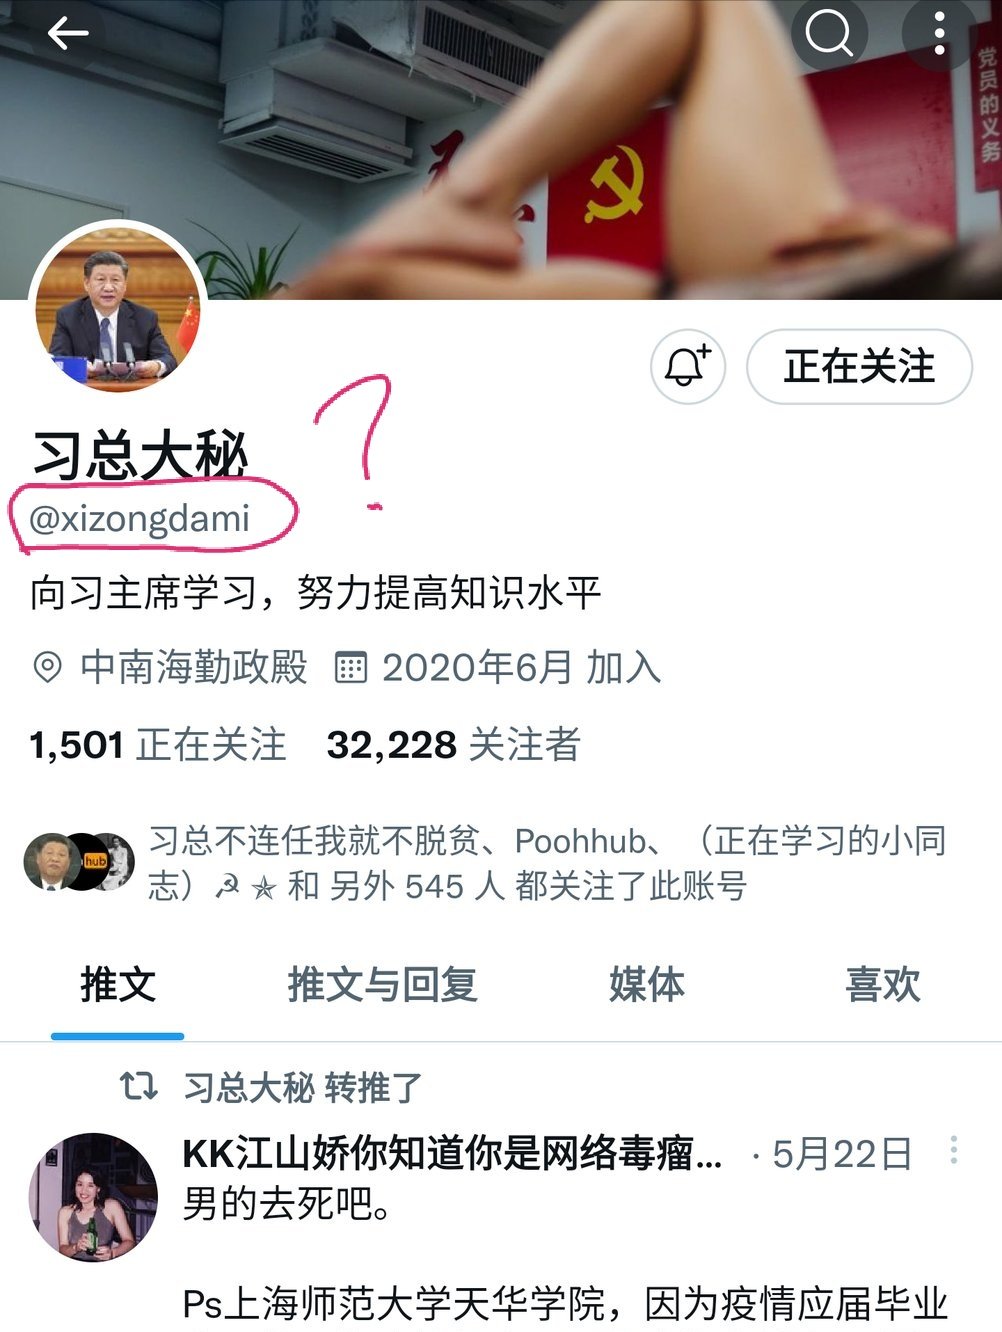 党员的义务
正在关注
习总大秘
?
@xizongdami
向习主席学习，努力提高知识水平
中南海勤政殿 2020年6月 加入
1,501 正在关注 32,228 关注者
hub
习总不连任我就不脱贫、Poohhub、（正在学习的小同
志）☭ ✯ 和 另外 545 人 都关注了此账号
推文 推文与回复 媒体 喜欢
习总大秘 转推了
KK江山娇你知道你是网络毒瘤... · 5月22日
男的去死吧。
Ps上海师范大学天华学院，因为疫情应届毕业